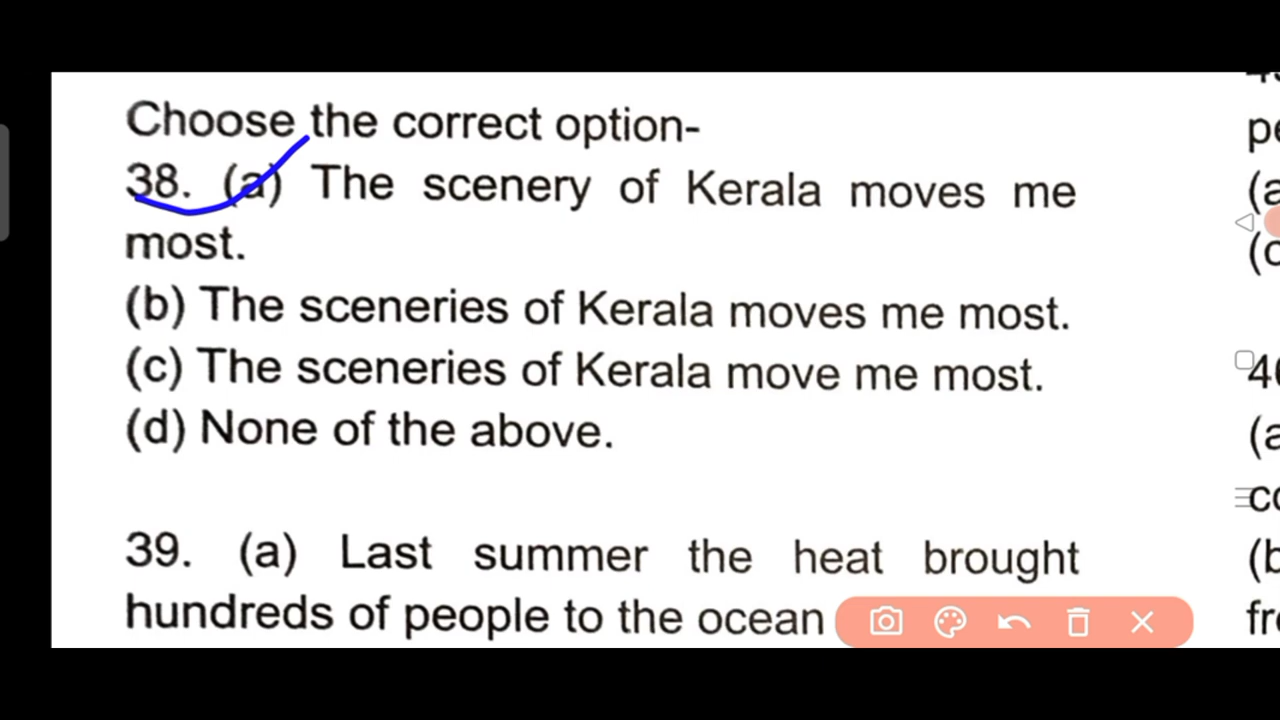 Choose the correct option-
38. (a) The scenery of Kerala moves me
most.
(b) The sceneries of Kerala moves me most.
(c) The sceneries of Kerala move me most.
(d) None of the above.
39. (a) Last summer the heat brought
hundreds of people to the ocean